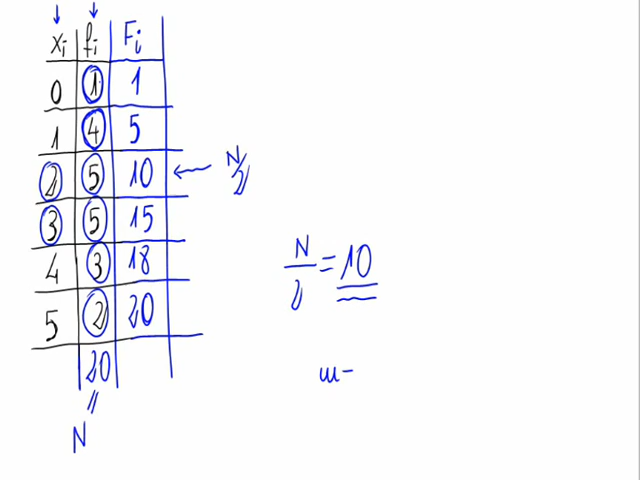 xi fi Fi
0 1 1
1 4 5
2 5 10 ← N/2
3 5 15
4 3 18
N/2 = 10
5 2 20
20
=
N